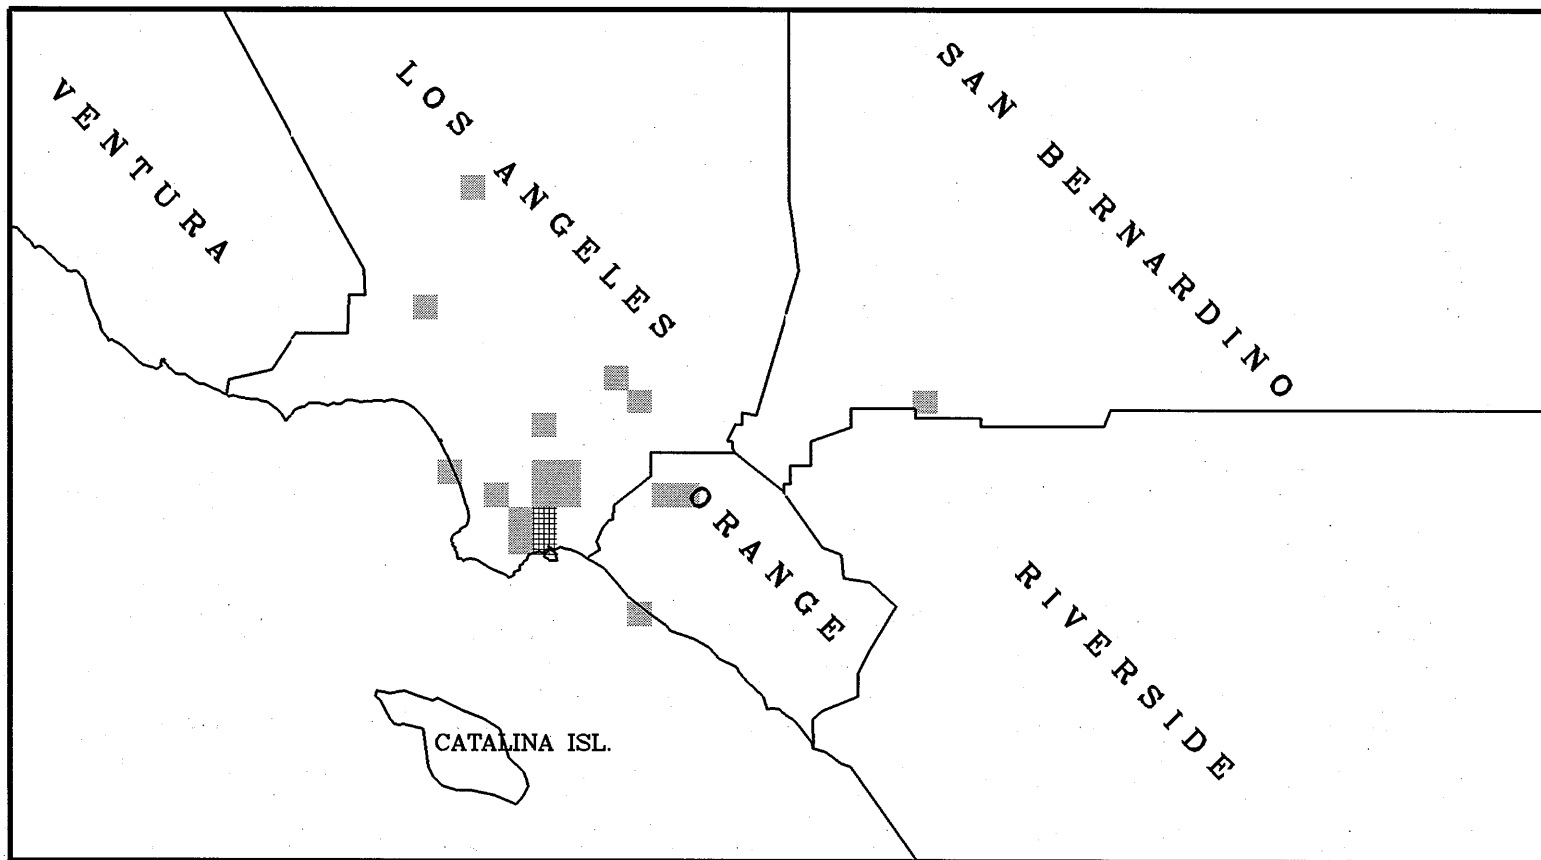 VENTURA
LOS ANGELES
SAN BERNARDINO
ORANGE
RIVERSIDE
CATALINA ISL.